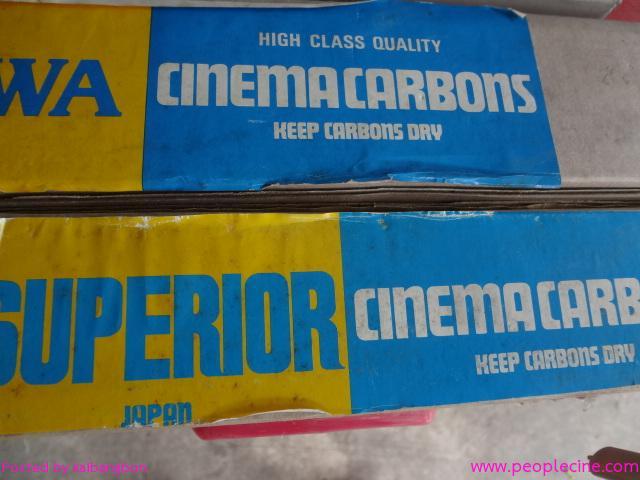 HIGH CLASS QUALITY
WA CINEMA CARBONS
KEEP CARBONS DRY
SUPERIOR CINEMA CARB
KEEP CARBONS DRY
JAPAN
Posted by kaibangbun
www.peoplecine.com